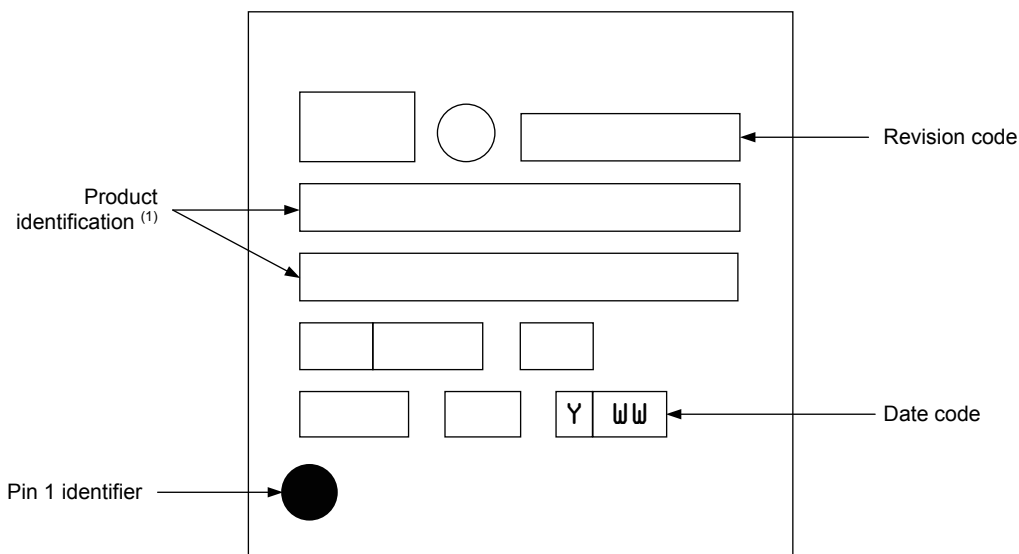 Revision code
Product
identification (1)
Y WW
Date code
Pin 1 identifier